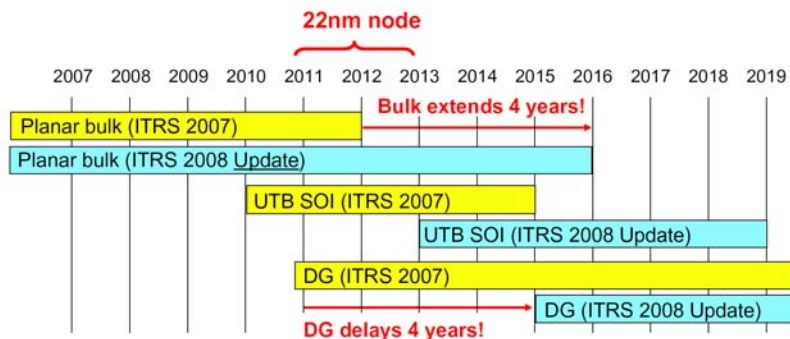 22nm node
2007 2008 2009 2010 2011 2012 2013 2014 2015 2016 2017 2018 2019
Bulk extends 4 years!
Planar bulk (ITRS 2007)
Planar bulk (ITRS 2008 Update)
UTB SOI (ITRS 2007)
UTB SOI (ITRS 2008 Update)
DG (ITRS 2007)
DG (ITRS 2008 Update)
DG delays 4 years!